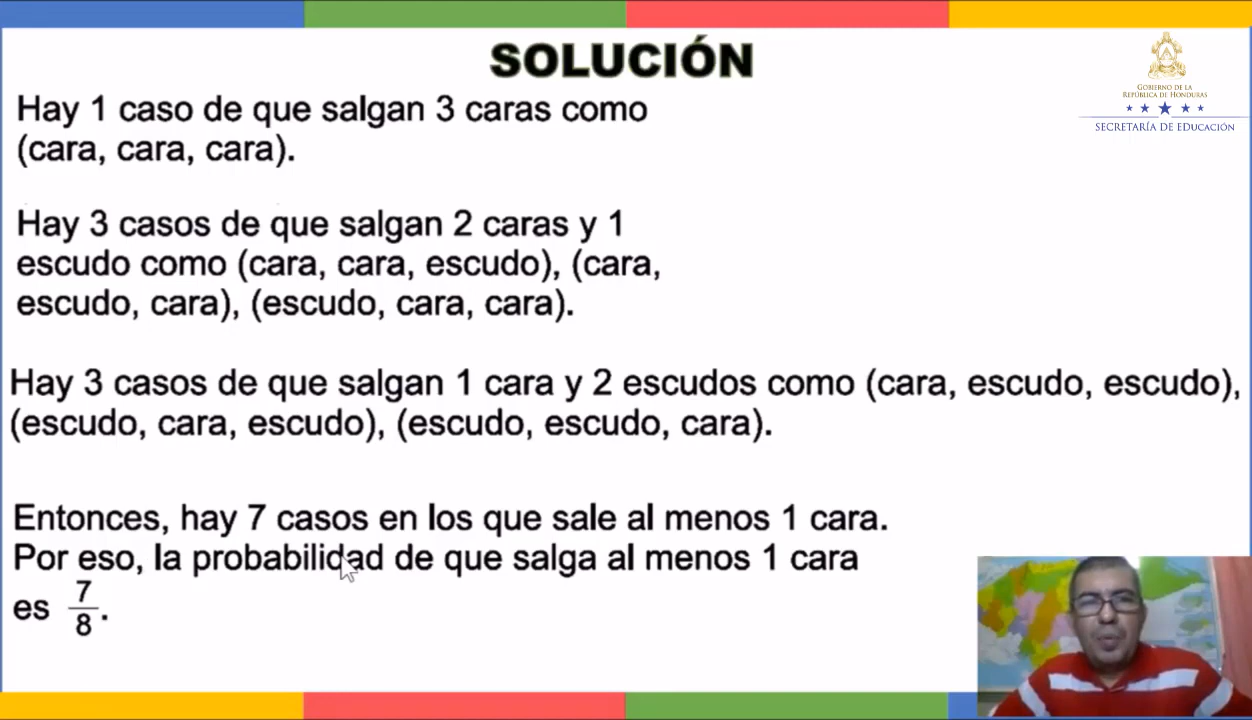 SOLUCIÓN
GOBIERNO DE LA
REPÚBLICA DE HONDURAS
SECRETARÍA DE EDUCACIÓN
Hay 1 caso de que salgan 3 caras como
(cara, cara, cara).
Hay 3 casos de que salgan 2 caras y 1
escudo como (cara, cara, escudo), (cara,
escudo, cara), (escudo, cara, cara).
Hay 3 casos de que salgan 1 cara y 2 escudos como (cara, escudo, escudo),
(escudo, cara, escudo), (escudo, escudo, cara).
Entonces, hay 7 casos en los que sale al menos 1 cara.
Por eso, la probabilidad de que salga al menos 1 cara
es 7/8.